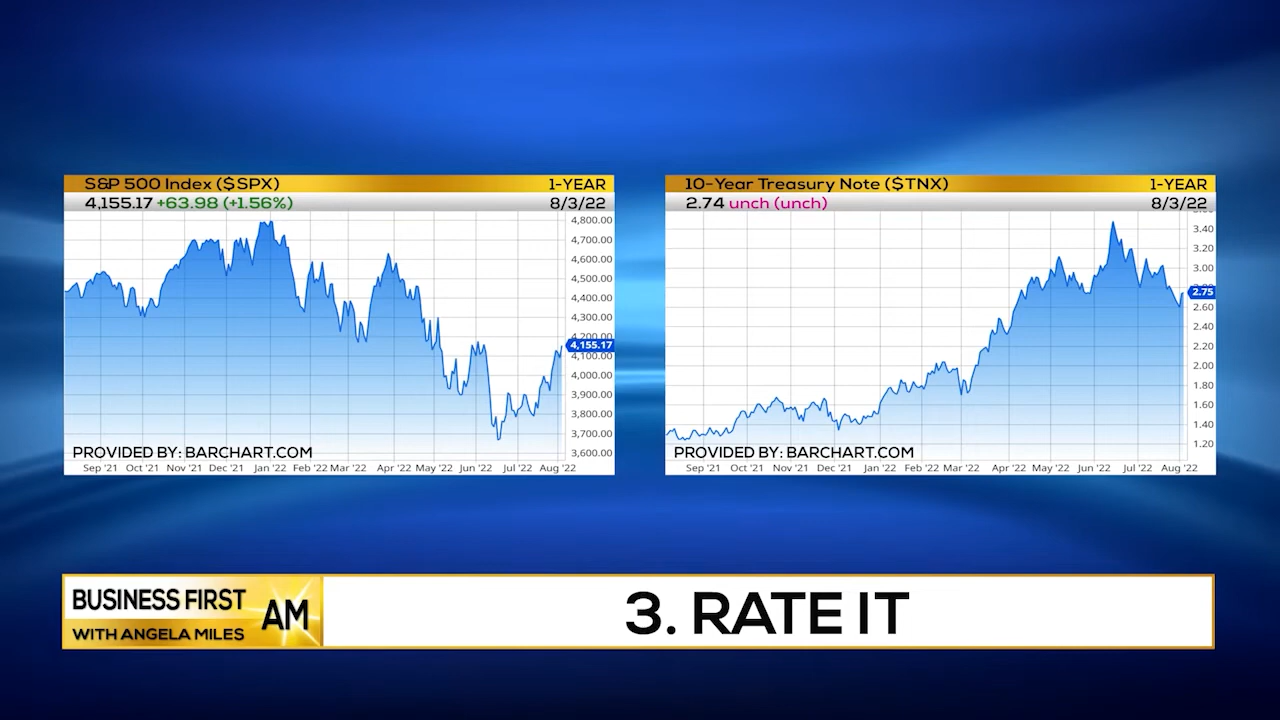 S&P 500 Index ($SPX) 1-YEAR
4,155.17 +63.98 (+1.56%) 8/3/22
4,800.00
4,700.00
4,600.00
4,500.00
4,400.00
4,300.00
4,200.00
4,155.17
4,100.00
4,000.00
3,900.00
3,800.00
3,700.00
3,600.00
PROVIDED BY: BARCHART.COM
Sep '21 Oct '21 Nov '21 Dec '21 Jan '22 Feb '22 Mar '22 Apr '22 May '22 Jun '22 Jul '22 Aug '22
10-Year Treasury Note ($TNX) 1-YEAR
2.74 unch (unch) 8/3/22
3.40
3.20
3.00
2.75
2.60
2.40
2.20
2.00
1.80
1.60
1.40
1.20
PROVIDED BY: BARCHART.COM
Sep '21 Oct '21 Nov '21 Dec '21 Jan '22 Feb '22 Mar '22 Apr '22 May '22 Jun '22 Jul '22 Aug '22
BUSINESS FIRST AM
WITH ANGELA MILES
3. RATE IT